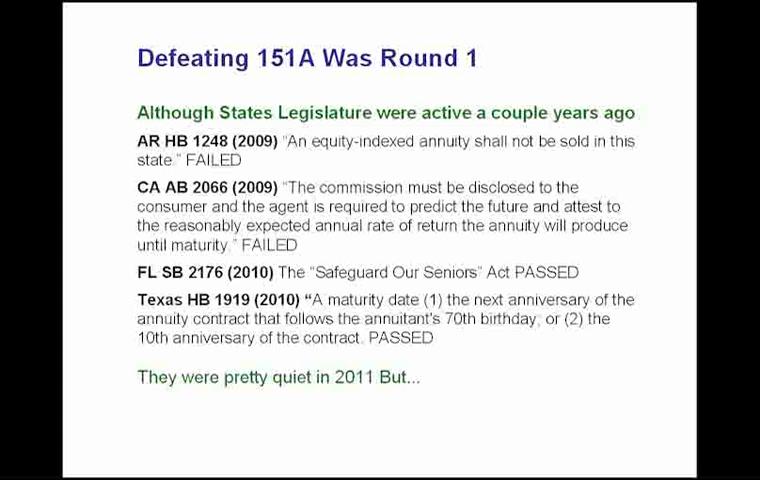 Defeating 151A Was Round 1
Although States Legislature were active a couple years ago
AR HB 1248 (2009) "An equity-indexed annuity shall not be sold in this
state." FAILED
CA AB 2066 (2009) "The commission must be disclosed to the
consumer and the agent is required to predict the future and attest to
the reasonably expected annual rate of return the annuity will produce
until maturity." FAILED
FL SB 2176 (2010) The "Safeguard Our Seniors" Act PASSED
Texas HB 1919 (2010) "A maturity date (1) the next anniversary of the
annuity contract that follows the annuitant's 70th birthday; or (2) the
10th anniversary of the contract. PASSED
They were pretty quiet in 2011 But...